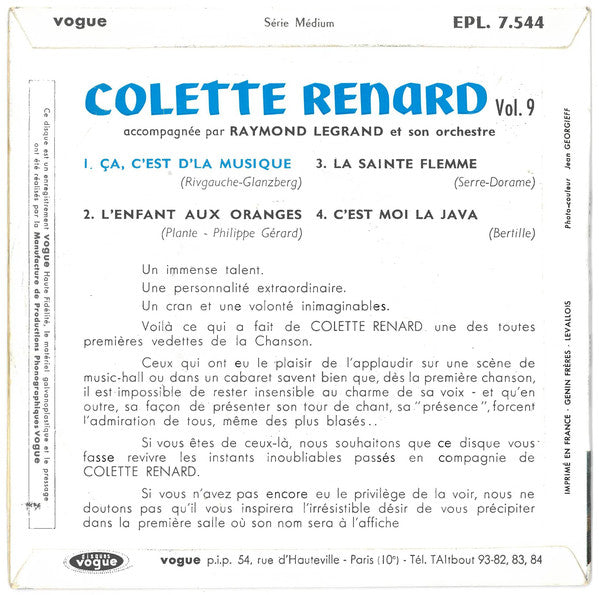 vogue
Série Médium
EPL. 7.544
COLETTE RENARD Vol. 9
accompagnée par RAYMOND LEGRAND et son orchestre
1. ÇA, C'EST D'LA MUSIQUE
(Rivgauche-Glanzberg)
2. L'ENFANT AUX ORANGES
(Plante - Philippe Gérard)
3. LA SAINTE FLEMME
(Serre-Dorame)
4. C'EST MOI LA JAVA
(Bertille)
Un immense talent.
Une personnalité extraordinaire.
Un cran et une volonté inimaginables.
Voilà ce qui a fait de COLETTE RENARD une des toutes
premières vedettes de la Chanson.
Ceux qui ont eu le plaisir de l'applaudir sur une scène de
music-hall ou dans un cabaret savent bien que, dès la première chanson,
il est impossible de rester insensible au charme de sa voix - et qu'en
outre, sa façon de présenter son tour de chant, sa "présence", forcent
l'admiration de tous, même des plus blasés..
Si vous êtes de ceux-là, nous souhaitons que ce disque vous
fasse revivre les instants inoubliables passés en compagnie de
COLETTE RENARD.
Si vous n'avez pas encore eu le privilège de la voir, nous ne
doutons pas qu'il vous inspirera l'irrésistible désir de vous précipiter
dans la première salle où son nom sera à l'affiche
Ce disque est un enregistrement vogue Haute Fidélité, le matériel galvanoplastique et le pressage
ont été réalisés par la Manufacture de Productions Phonographiques Vogue
Photo-couleur Jean GEORGIEFF
IMPRIMÉ EN FRANCE - GENIN FRÈRES - LEVALLOIS
disques
vogue
vogue p.i.p. 54, rue d'Hauteville - Paris (10e) - Tél. TAItbout 93-82, 83, 84